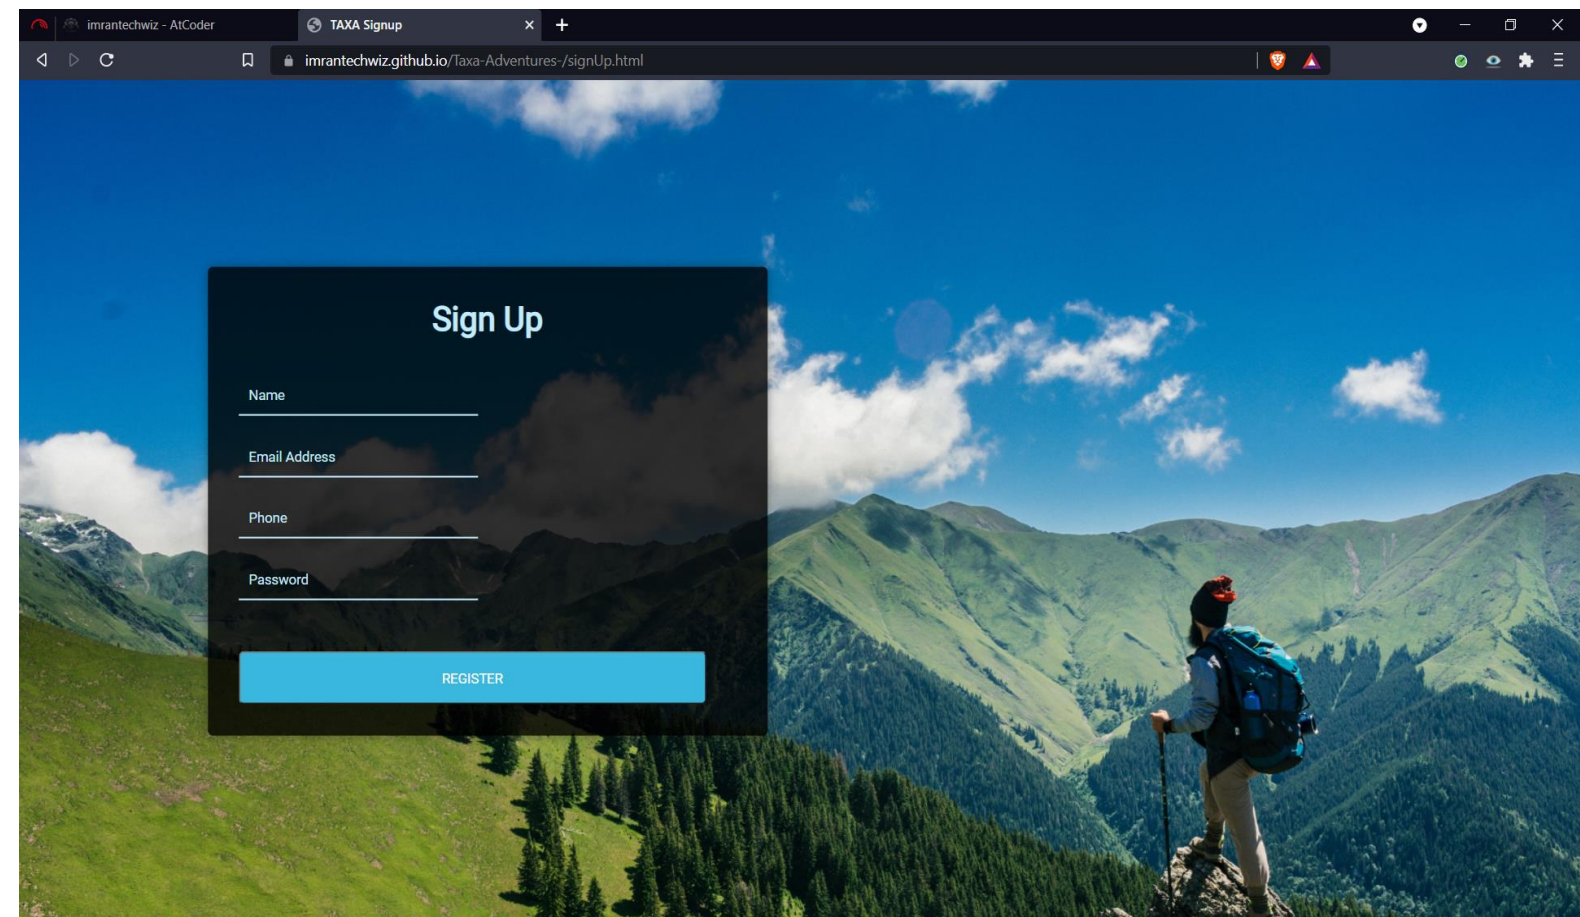 imrantechwiz - AtCoder
TAXA Signup
imrantechwiz.github.io/Taxa-Adventures-/signUp.html
Sign Up
Name
Email Address
Phone
Password
REGISTER